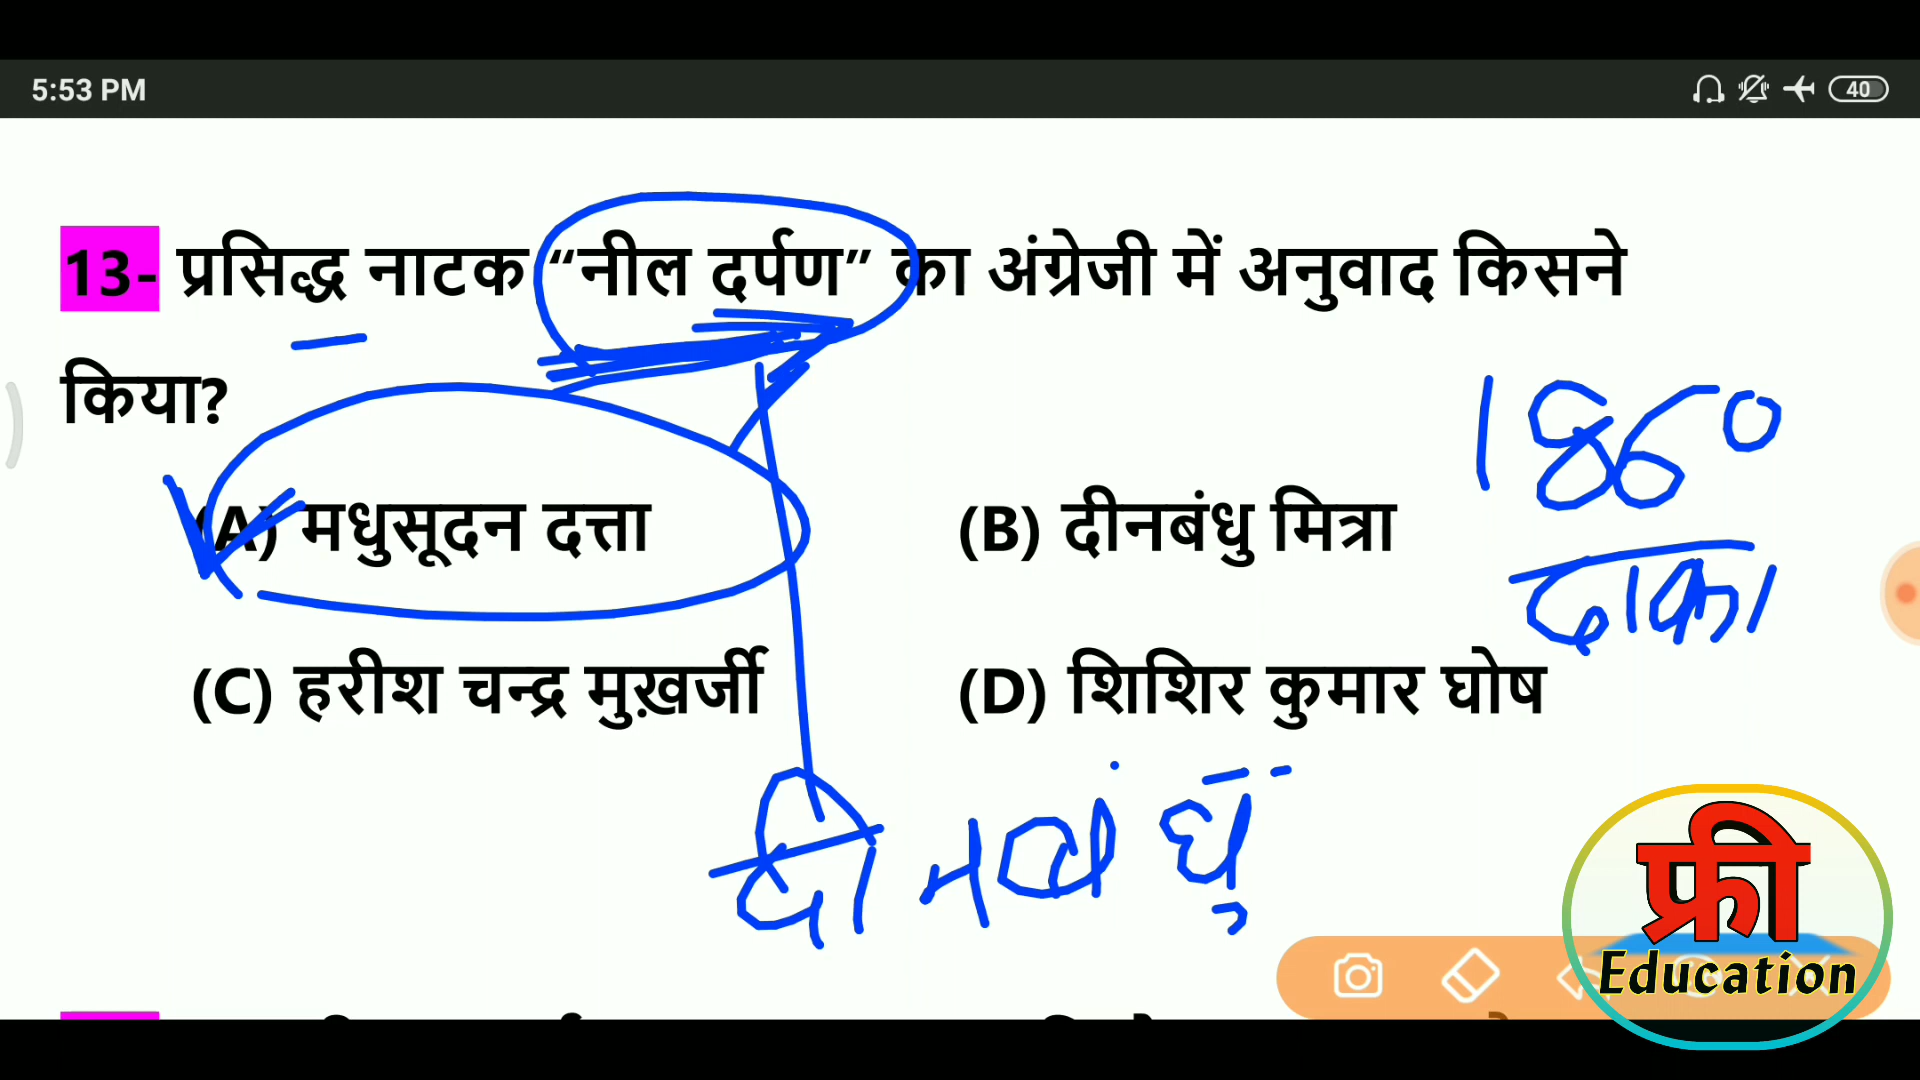 5:53 PM
40
13- प्रसिद्ध नाटक “नील दर्पण” का अंग्रेजी में अनुवाद किसने
किया?
1860
(A) मधुसूदन दत्ता
(B) दीनबंधु मित्रा
ढाका
(C) हरीश चन्द्र मुख़र्जी
(D) शिशिर कुमार घोष
दीनबंधु
फ्री
Education